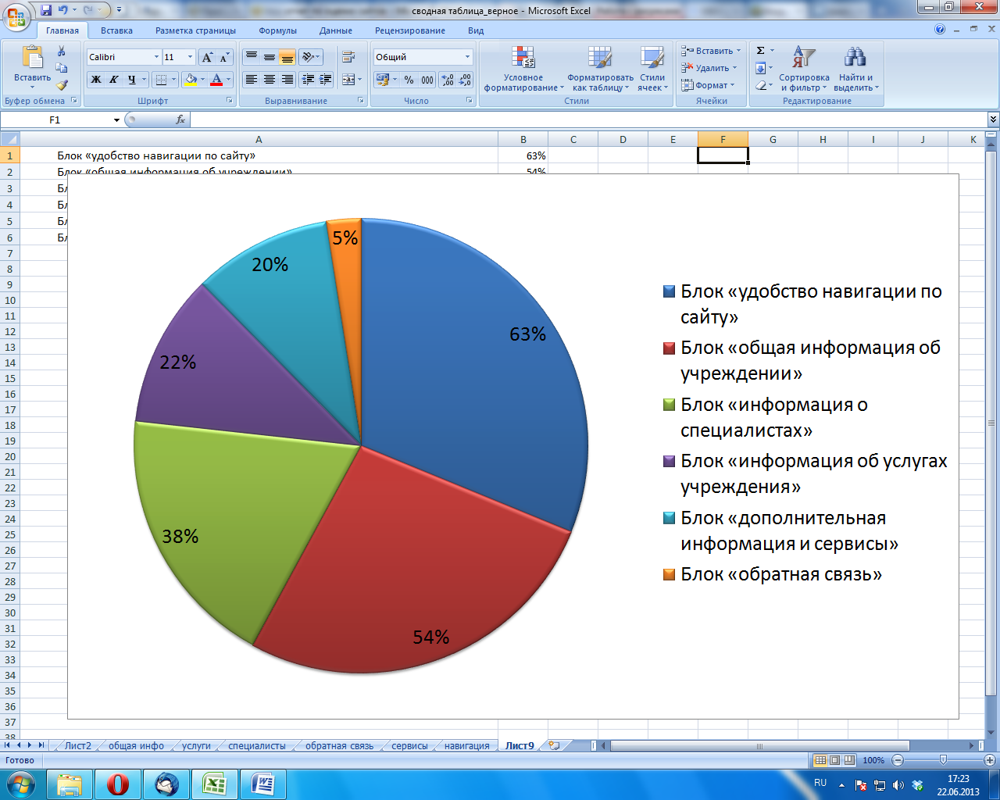 сводная таблица_верное - Microsoft Excel
Главная Вставка Разметка страницы Формулы Данные Рецензирование Вид
Вставить
Буфер обмена
Calibri 11
Ж К Ч
Шрифт
Выравнивание
Общий
% 000
Число
Условное форматирование
Форматировать как таблицу
Стили ячеек
Стили
Вставить
Удалить
Формат
Ячейки
Сортировка и фильтр
Найти и выделить
Редактирование
F1 fx
A B C D E F G H I J K
1 Блок «удобство навигации по сайту» 63%
2 Блок «общая информация об учреждении» 54%
3
4
5
6
7
8
9
10
11
12
13
14
15
16
17
18
19
20
21
22
23
24
25
26
27
28
29
30
31
32
33
34
35
36
37
38
5%
20%
63%
22%
38%
54%
Блок «удобство навигации по
сайту»
Блок «общая информация об
учреждении»
Блок «информация о
специалистах»
Блок «информация об услугах
учреждения»
Блок «дополнительная
информация и сервисы»
Блок «обратная связь»
Лист2 общая инфо услуги специалисты обратная связь сервисы навигация Лист9
Готово 100%
RU 17:23
22.06.2013